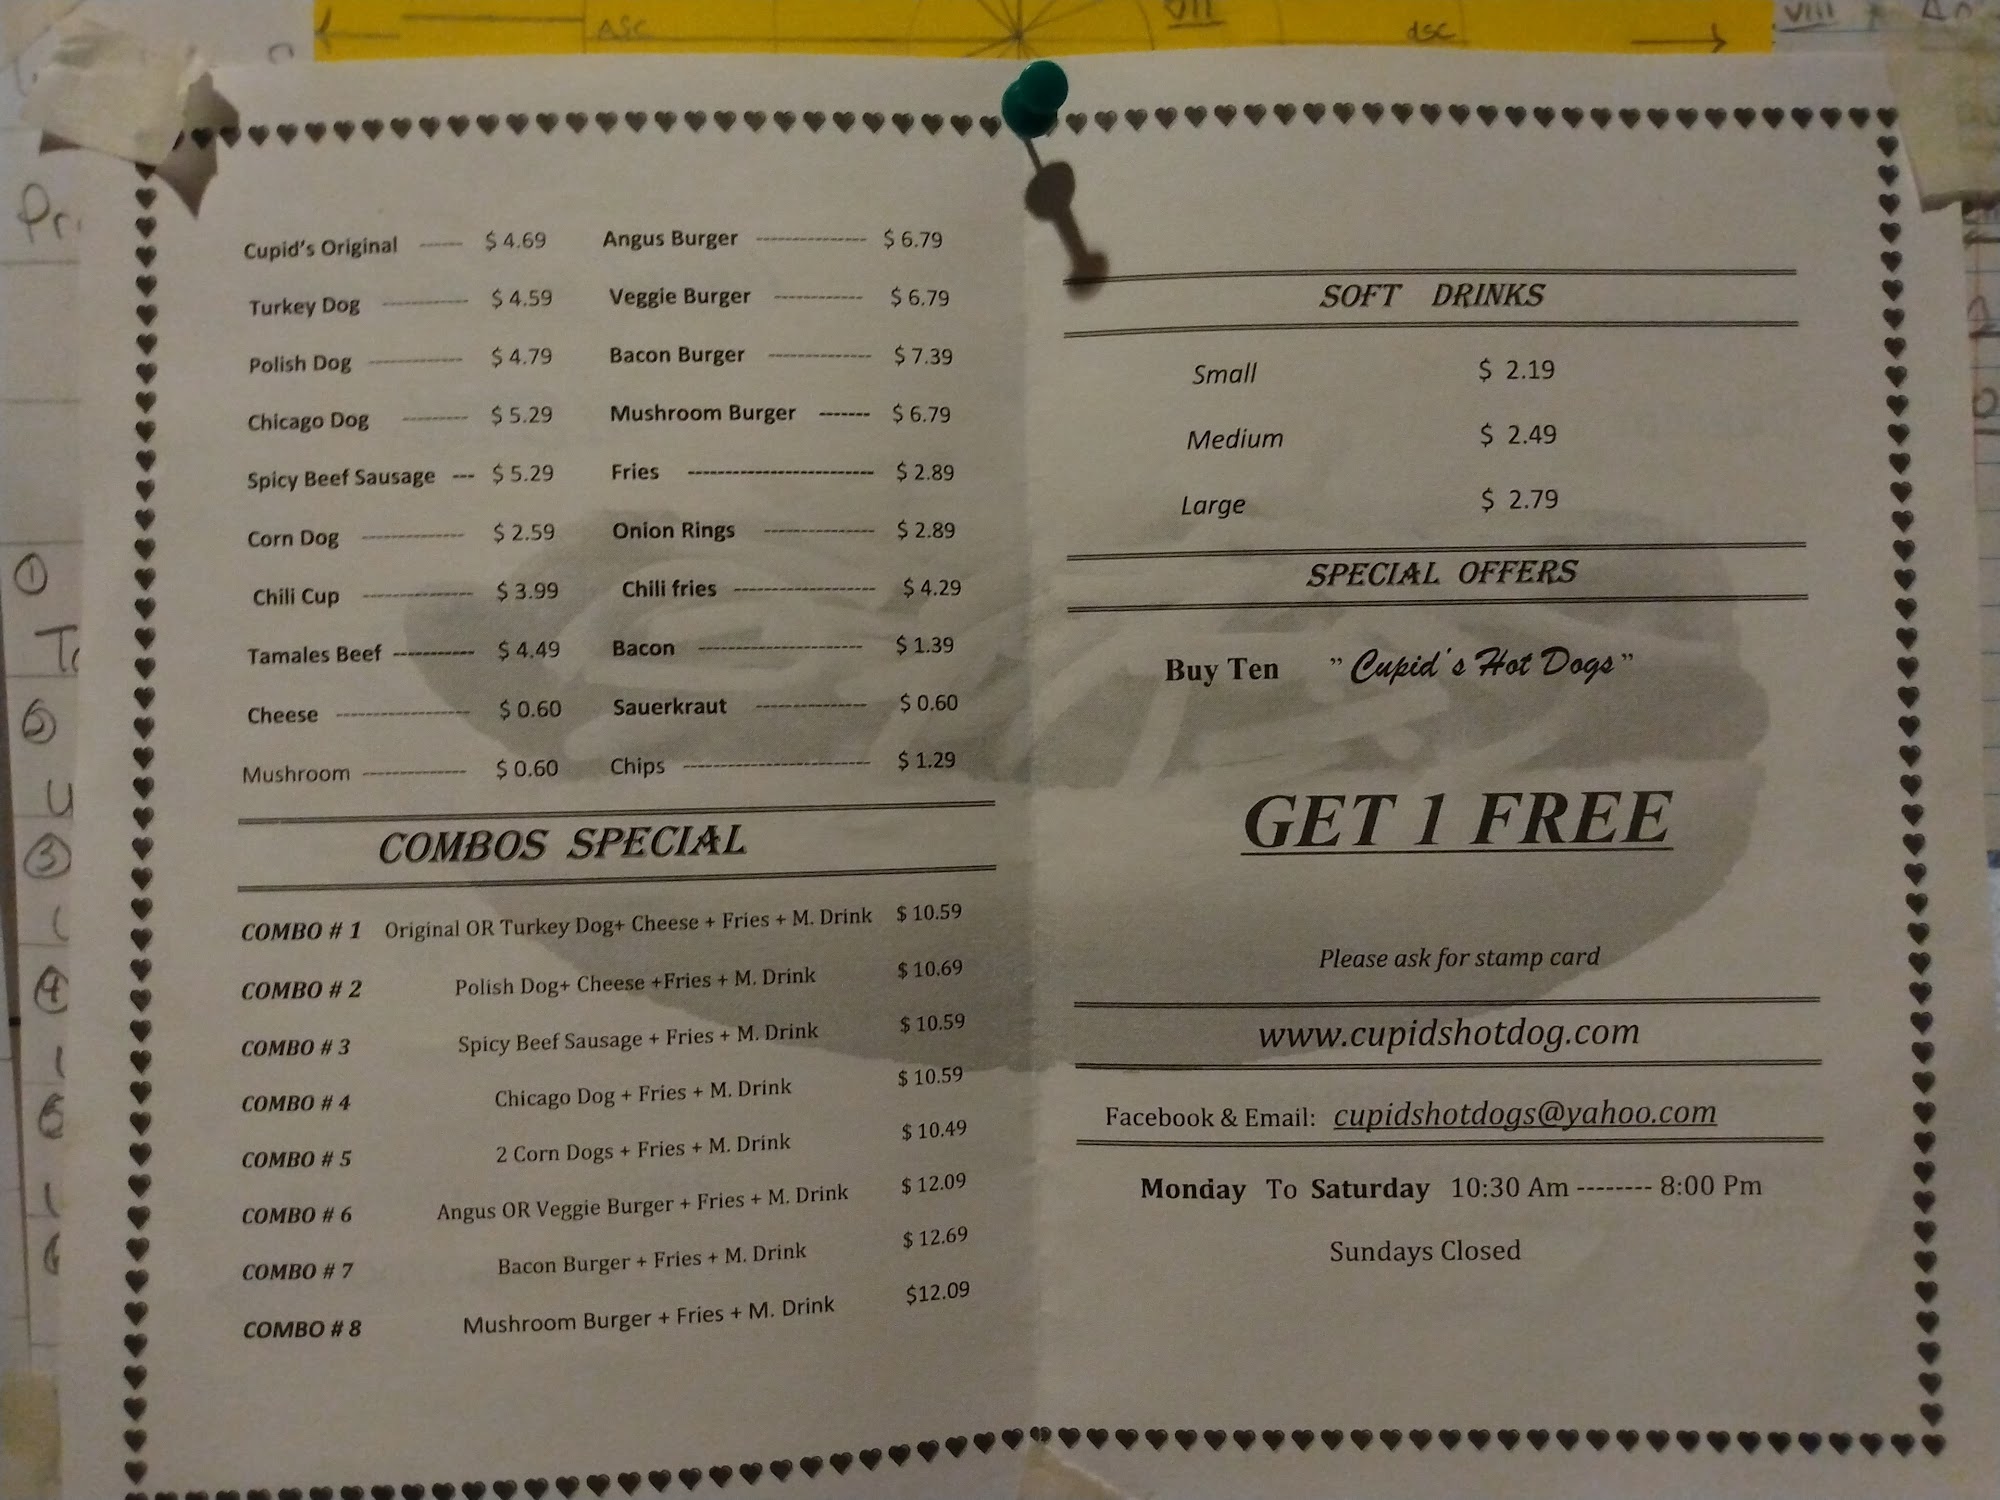 ASC
VII
dsc
VIII
Pr
Cupid's Original ------ $ 4.69
Turkey Dog ------------ $ 4.59
Polish Dog ------------- $ 4.79
Chicago Dog --------- $ 5.29
Spicy Beef Sausage --- $ 5.29
Corn Dog -------------- $ 2.59
Chili Cup --------------- $ 3.99
Tamales Beef ----------- $ 4.49
Cheese ------------------ $ 0.60
Mushroom -------------- $ 0.60
Angus Burger --------------- $ 6.79
Veggie Burger ------------ $ 6.79
Bacon Burger -------------- $ 7.39
Mushroom Burger ------- $ 6.79
Fries -------------------------- $ 2.89
Onion Rings --------------- $ 2.89
Chili fries -------------------- $ 4.29
Bacon ----------------------- $ 1.39
Sauerkraut --------------- $ 0.60
Chips -------------------------- $ 1.29
COMBOS SPECIAL
COMBO # 1 Original OR Turkey Dog+ Cheese + Fries + M. Drink $ 10.59
COMBO # 2 Polish Dog+ Cheese +Fries + M. Drink $ 10.69
COMBO # 3 Spicy Beef Sausage + Fries + M. Drink $ 10.59
COMBO # 4 Chicago Dog + Fries + M. Drink $ 10.59
COMBO # 5 2 Corn Dogs + Fries + M. Drink $ 10.49
COMBO # 6 Angus OR Veggie Burger + Fries + M. Drink $ 12.09
COMBO # 7 Bacon Burger + Fries + M. Drink $ 12.69
COMBO # 8 Mushroom Burger + Fries + M. Drink $12.09
SOFT DRINKS
Small $ 2.19
Medium $ 2.49
Large $ 2.79
SPECIAL OFFERS
Buy Ten ” Cupid's Hot Dogs ”
GET 1 FREE
Please ask for stamp card
www.cupidshotdog.com
Facebook & Email: cupidshotdogs@yahoo.com
Monday To Saturday 10:30 Am -------- 8:00 Pm
Sundays Closed